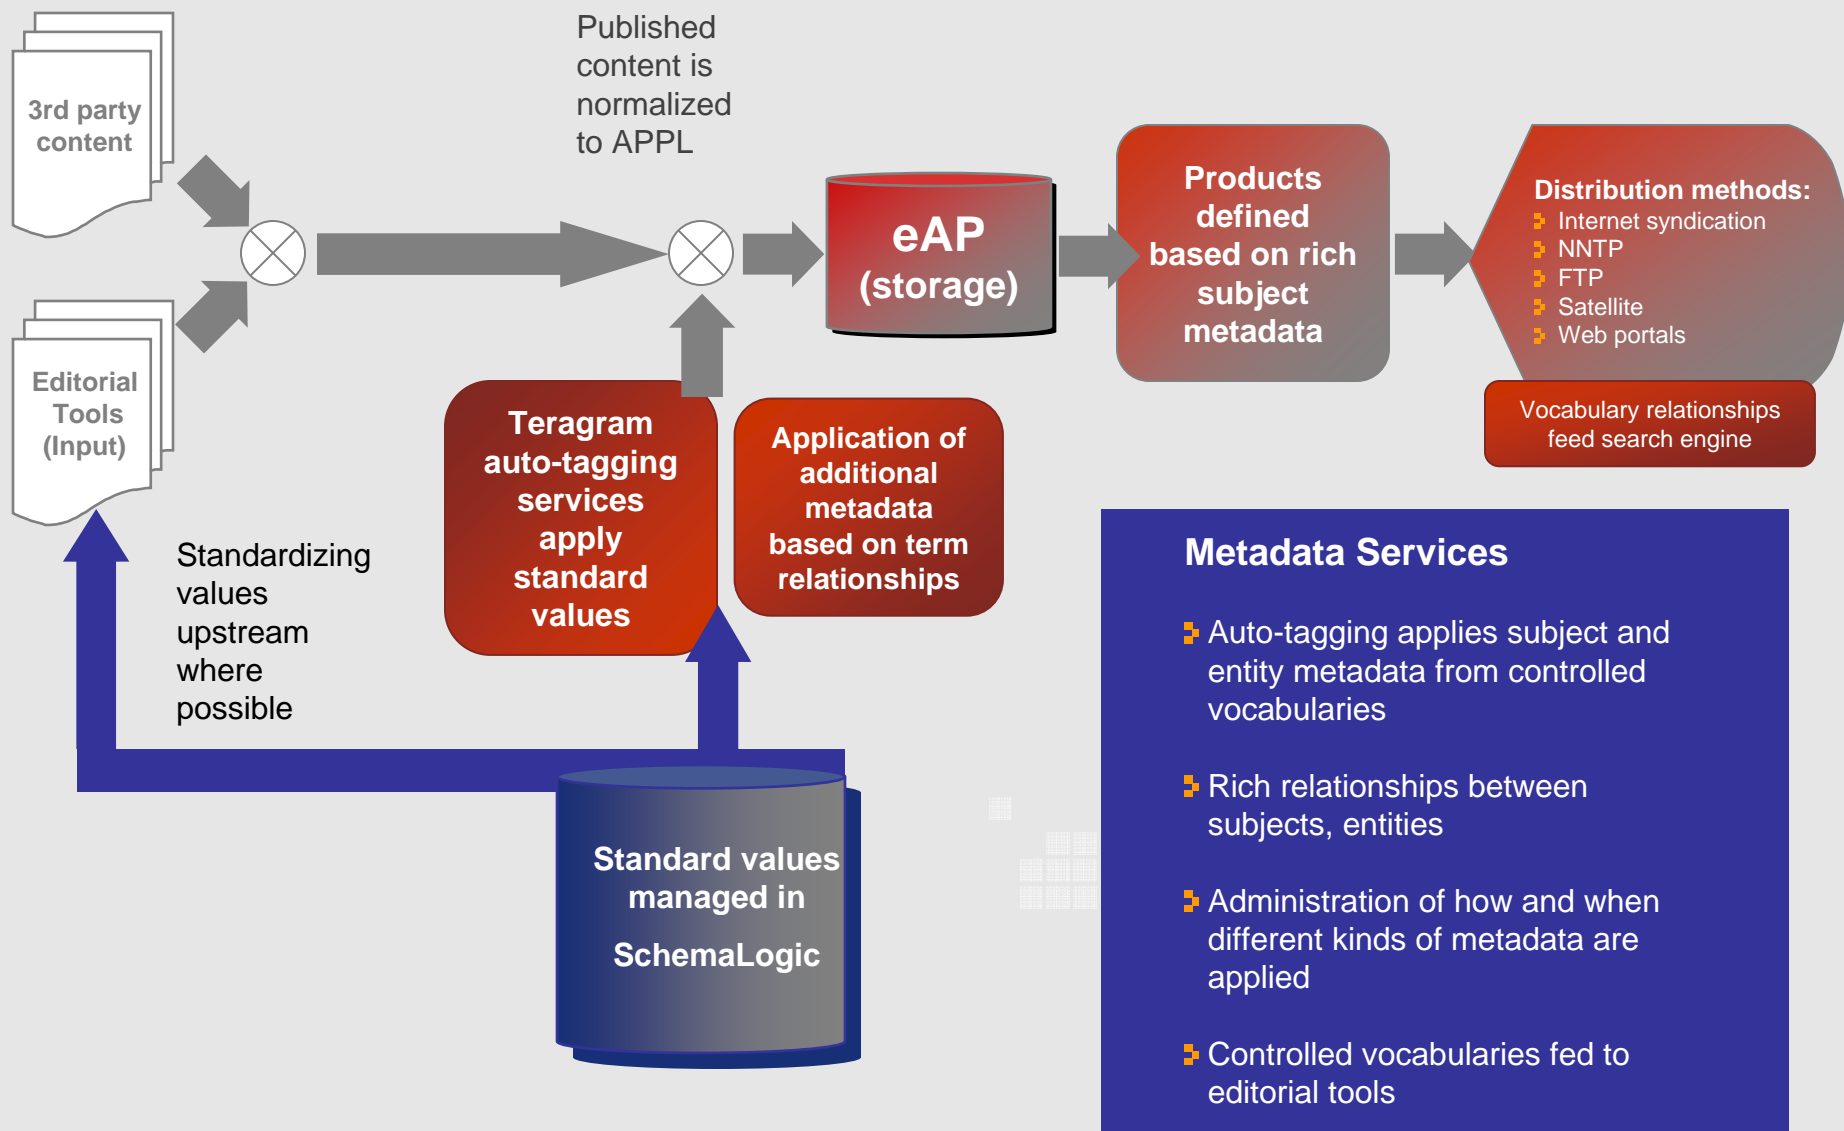 3rd party
content
Published
content is
normalized
to APPL
Editorial
Tools
(Input)
Standardizing
values
upstream
where
possible
Teragram
auto-tagging
services
apply
standard
values
Application of
additional
metadata
based on term
relationships
Standard values
managed in
SchemaLogic
eAP
(storage)
Products
defined
based on rich
subject
metadata
Distribution methods:
Internet syndication
NNTP
FTP
Satellite
Web portals
Vocabulary relationships
feed search engine
Metadata Services
Auto-tagging applies subject and
entity metadata from controlled
vocabularies
Rich relationships between
subjects, entities
Administration of how and when
different kinds of metadata are
applied
Controlled vocabularies fed to
editorial tools